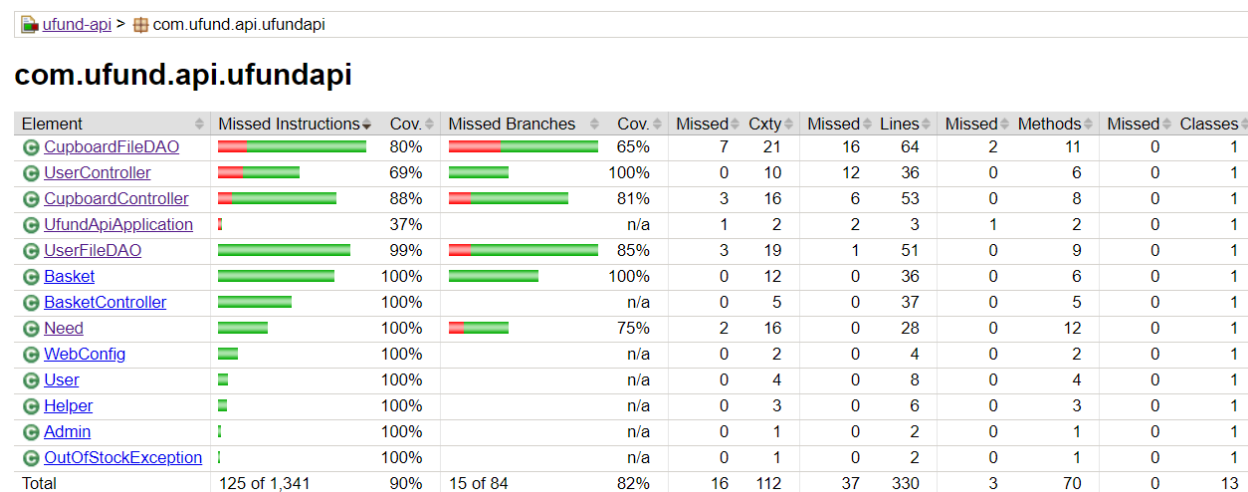 ufund-api > com.ufund.api.ufundapi
com.ufund.api.ufundapi
Element Missed Instructions Cov. Missed Branches Cov. Missed Cxty Missed Lines Missed Methods Missed Classes
CupboardFileDAO 80% 65% 7 21 16 64 2 11 0 1
UserController 69% 100% 0 10 12 36 0 6 0 1
CupboardController 88% 81% 3 16 6 53 0 8 0 1
UfundApiApplication 37% n/a 1 2 2 3 1 2 0 1
UserFileDAO 99% 85% 3 19 1 51 0 9 0 1
Basket 100% 100% 0 12 0 36 0 6 0 1
BasketController 100% n/a 0 5 0 37 0 5 0 1
Need 100% 75% 2 16 0 28 0 12 0 1
WebConfig 100% n/a 0 2 0 4 0 2 0 1
User 100% n/a 0 4 0 8 0 4 0 1
Helper 100% n/a 0 3 0 6 0 3 0 1
Admin 100% n/a 0 1 0 2 0 1 0 1
OutOfStockException 100% n/a 0 1 0 2 0 1 0 1
Total 125 of 1,341 90% 15 of 84 82% 16 112 37 330 3 70 0 13